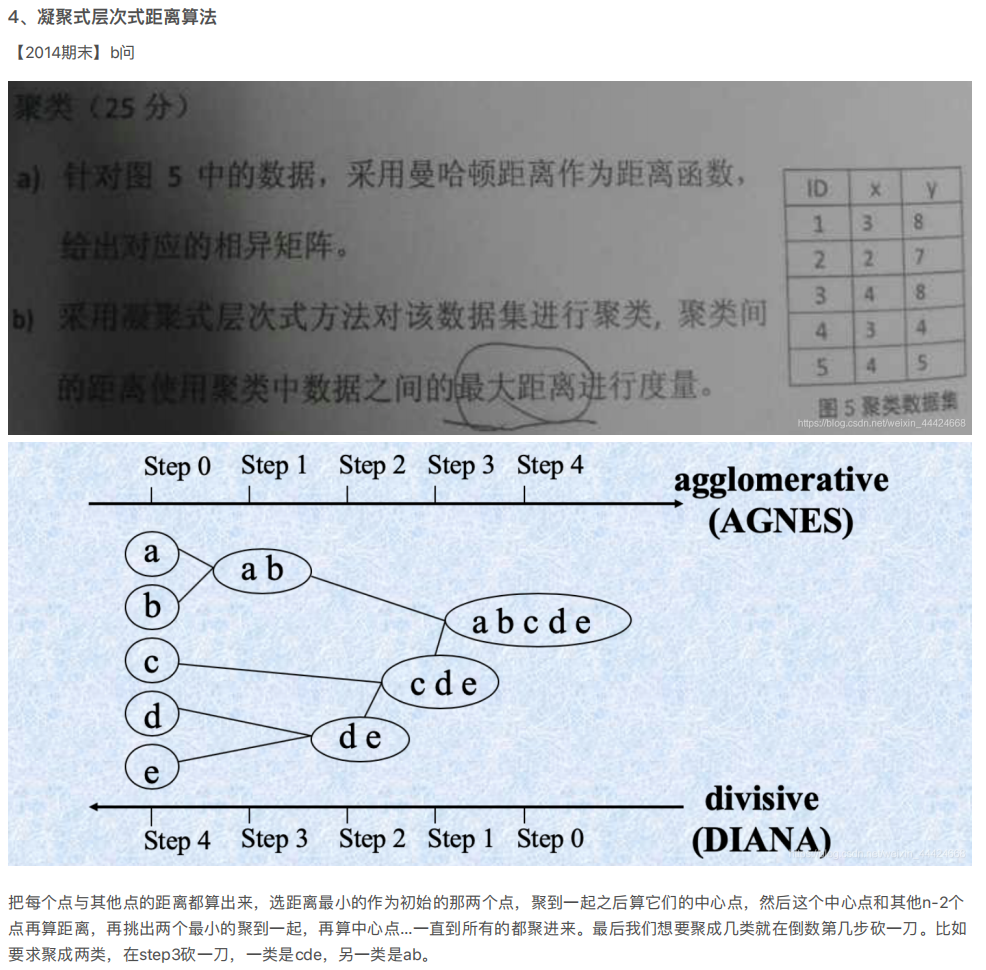 4、凝聚式层次式距离算法
【2014期末】b问
聚类（25 分）
a) 针对图 5 中的数据，采用曼哈顿距离作为距离函数，
给出对应的相异矩阵。
b) 采用凝聚式层次式方法对该数据集进行聚类, 聚类间
的距离使用聚类中数据之间的最大距离进行度量。
ID x y
1 3 8
2 2 7
3 4 8
4 3 4
5 4 5
图 5 聚类数据集
https://blog.csdn.net/weixin_44424668
Step 0 Step 1 Step 2 Step 3 Step 4
agglomerative
(AGNES)
a
a b
b
a b c d e
c
c d e
d
d e
e
divisive
(DIANA)
Step 4 Step 3 Step 2 Step 1 Step 0
把每个点与其他点的距离都算出来，选距离最小的作为初始的那两个点，聚到一起之后算它们的中心点，然后这个中心点和其他n-2个
点再算距离，再挑出两个最小的聚到一起，再算中心点...一直到所有的都聚进来。最后我们想要聚成几类就在倒数第几步砍一刀。比如
要求聚成两类，在step3砍一刀，一类是cde，另一类是ab。